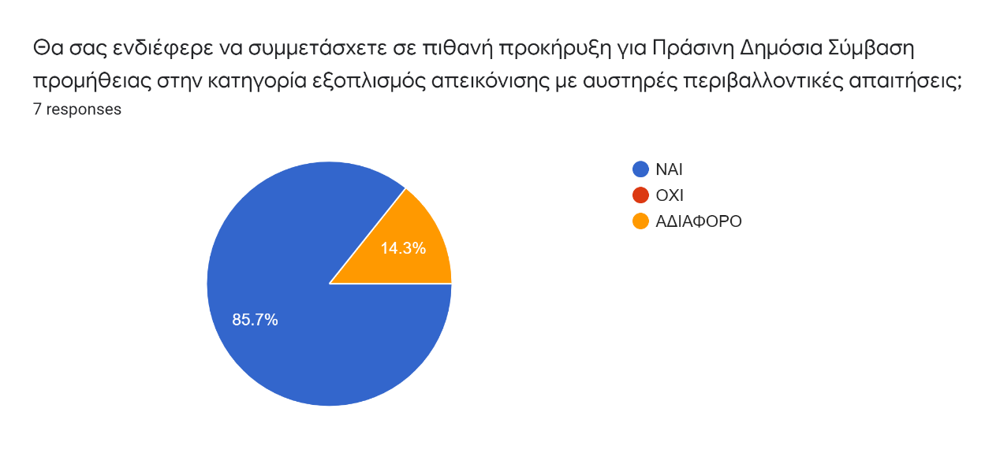 Θα σας ενδιέφερε να συμμετάσχετε σε πιθανή προκήρυξη για Πράσινη Δημόσια Σύμβαση
προμήθειας στην κατηγορία εξοπλισμός απεικόνισης με αυστηρές περιβαλλοντικές απαιτήσεις;
7 responses
ΝΑΙ
ΟΧΙ
ΑΔΙΑΦΟΡΟ
14.3%
85.7%